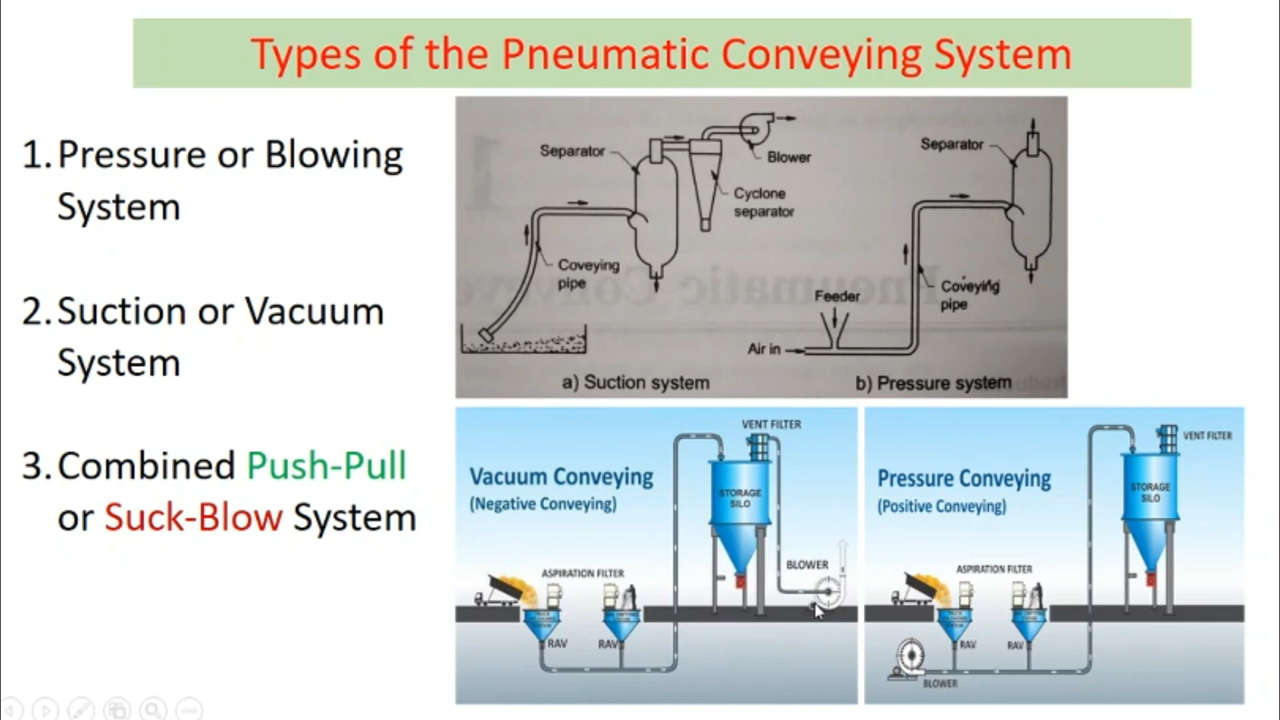 Types of the Pneumatic Conveying System
1. Pressure or Blowing
System
2. Suction or Vacuum
System
3. Combined Push-Pull
or Suck-Blow System
Separator
Blower
Cyclone
separator
Coveying
pipe
a) Suction system
Separator
Coveying
pipe
Feeder
Air in
b) Pressure system
Vacuum Conveying
(Negative Conveying)
VENT FILTER
STORAGE
SILO
BLOWER
ASPIRATION FILTER
RAV
RAV
Pressure Conveying
(Positive Conveying)
VENT FILTER
STORAGE
SILO
ASPIRATION FILTER
RAV
RAV
BLOWER